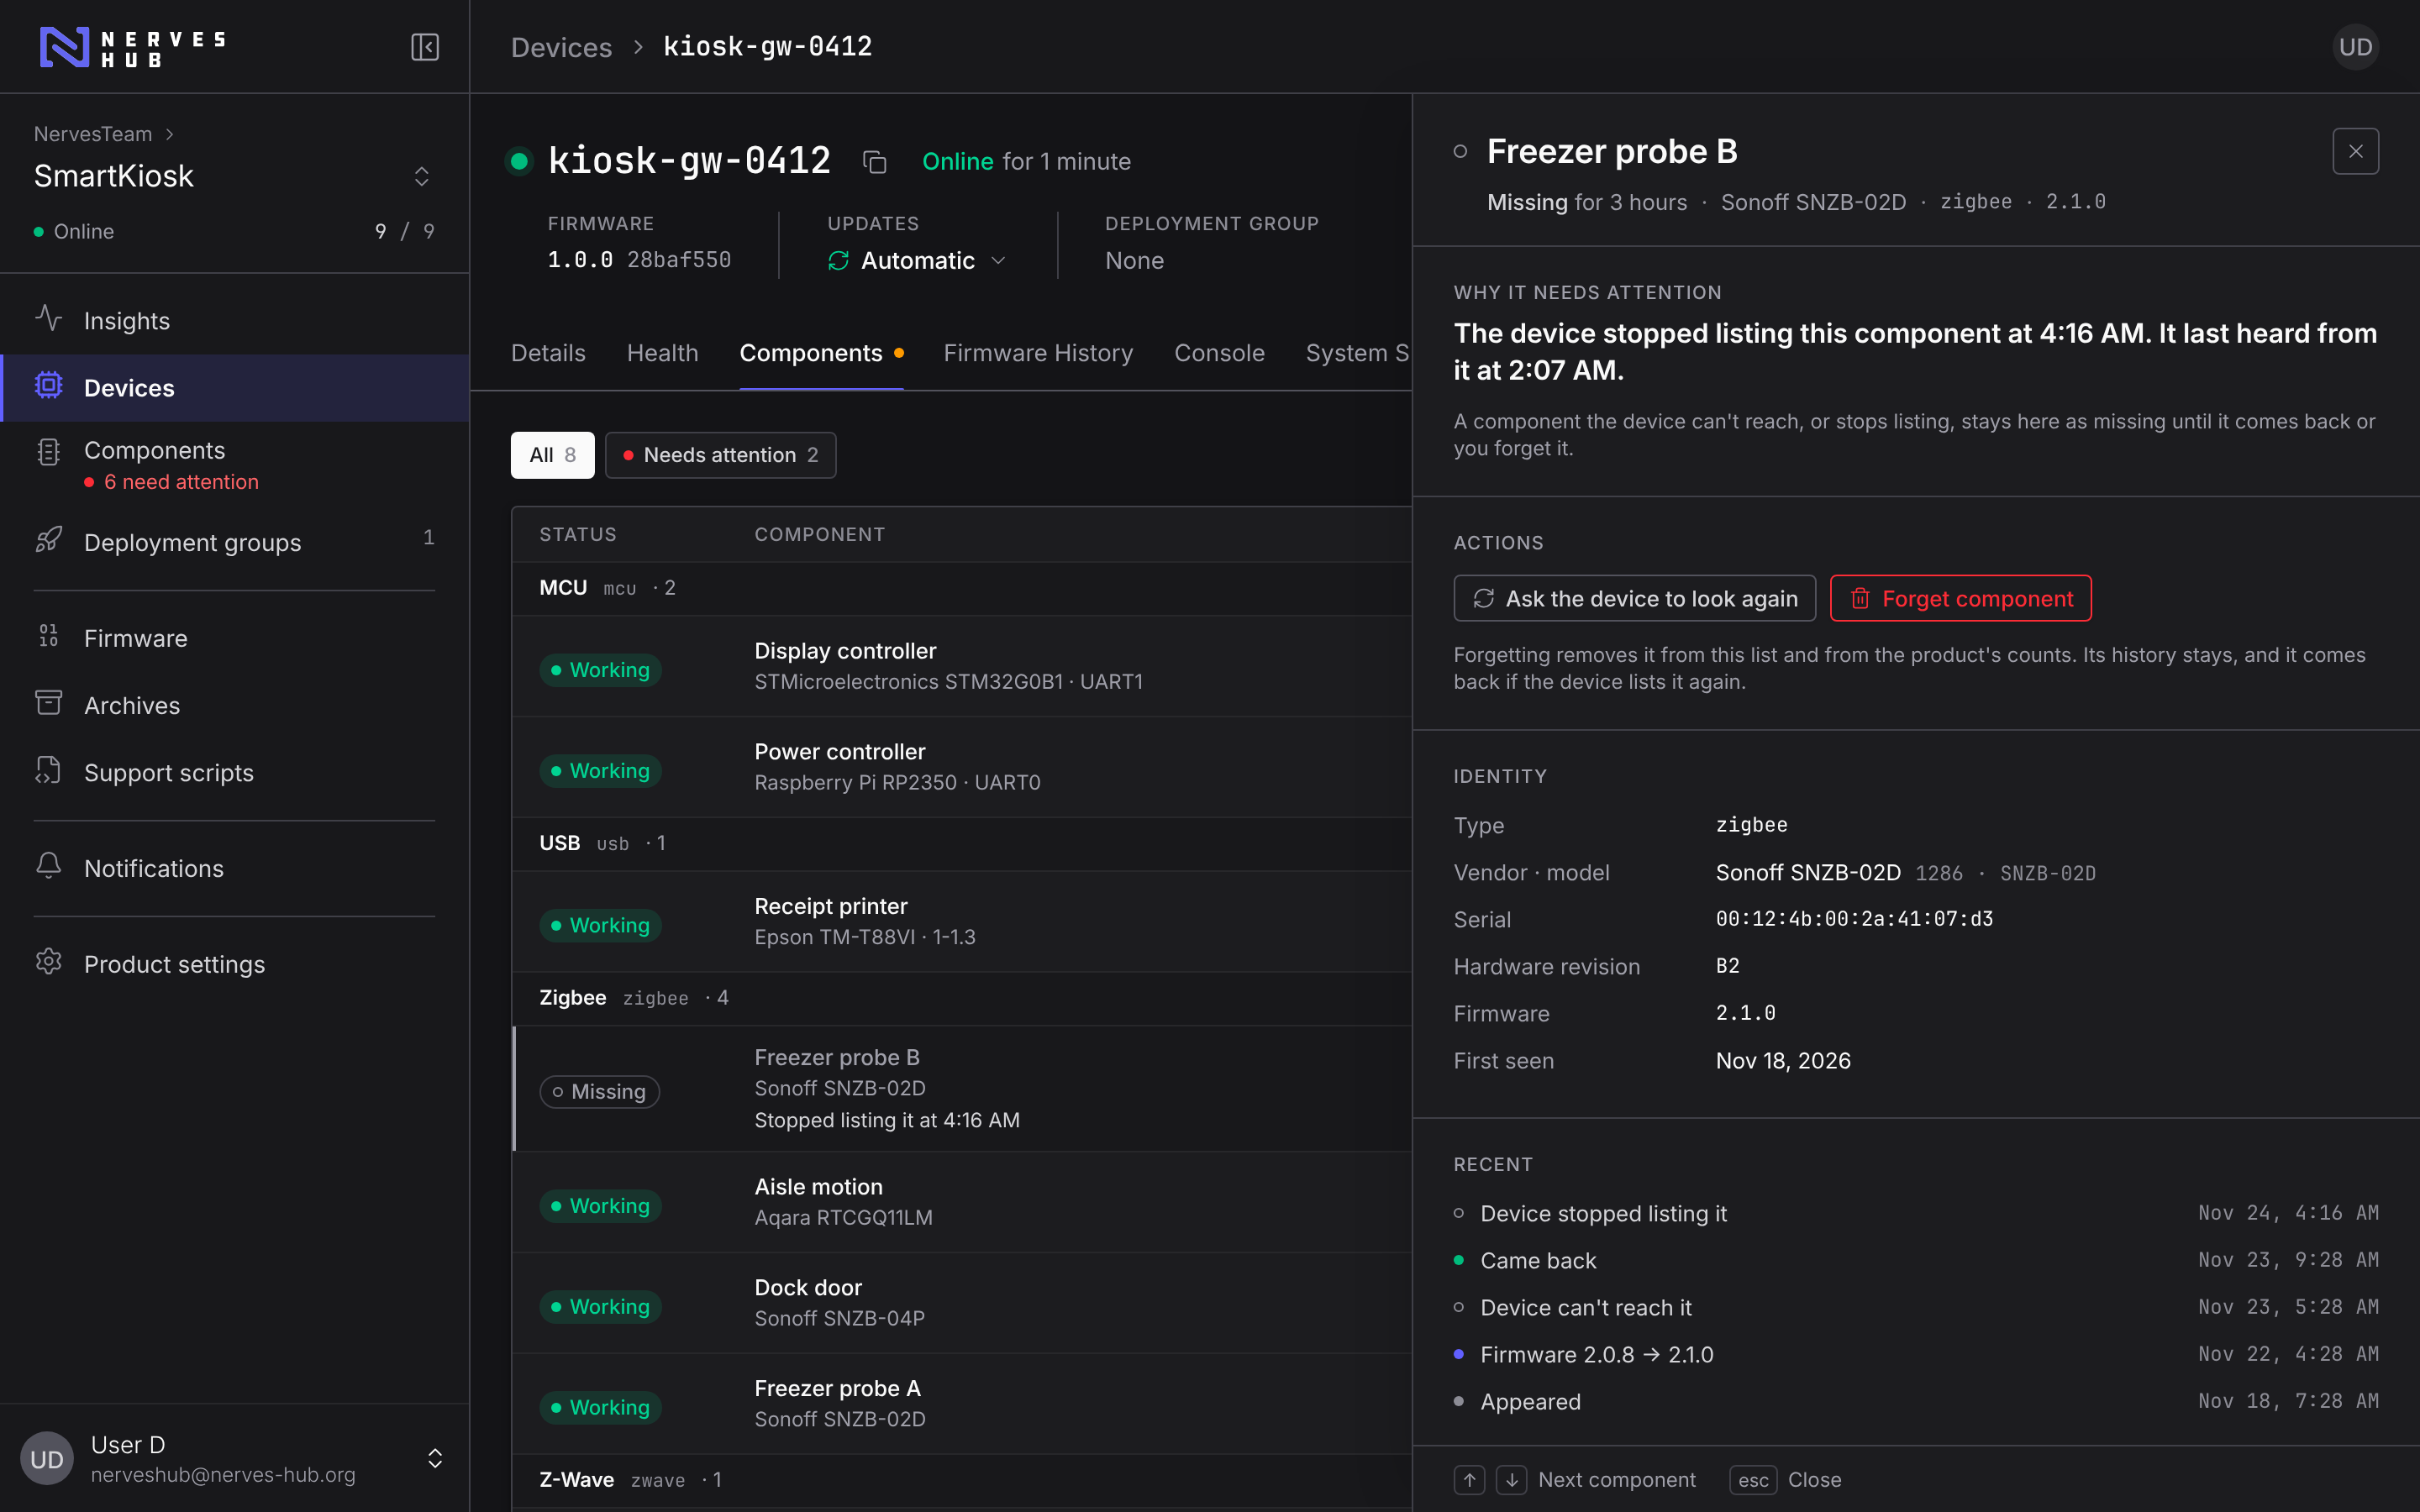 NERVES
HUB
NervesTeam
SmartKiosk
Online 9 / 9
Insights
Devices
Components
6 need attention
Deployment groups 1
Firmware
Archives
Support scripts
Notifications
Product settings
UD
User D
nerveshub@nerves-hub.org
Devices > kiosk-gw-0412
UD
kiosk-gw-0412 Online for 1 minute
FIRMWARE
1.0.0 28baf550
UPDATES
Automatic
DEPLOYMENT GROUP
None
Details Health Components Firmware History Console System S
All 8 Needs attention 2
STATUS COMPONENT
MCU mcu · 2
Working
Display controller
STMicroelectronics STM32G0B1 · UART1
Working
Power controller
Raspberry Pi RP2350 · UART0
USB usb · 1
Working
Receipt printer
Epson TM-T88VI · 1-1.3
Zigbee zigbee · 4
Missing
Freezer probe B
Sonoff SNZB-02D
Stopped listing it at 4:16 AM
Working
Aisle motion
Aqara RTCGQ11LM
Working
Dock door
Sonoff SNZB-04P
Working
Freezer probe A
Sonoff SNZB-02D
Z-Wave zwave · 1
Freezer probe B
Missing for 3 hours · Sonoff SNZB-02D · zigbee · 2.1.0
WHY IT NEEDS ATTENTION
The device stopped listing this component at 4:16 AM. It last heard from
it at 2:07 AM.
A component the device can't reach, or stops listing, stays here as missing until it comes back or
you forget it.
ACTIONS
Ask the device to look again
Forget component
Forgetting removes it from this list and from the product's counts. Its history stays, and it comes
back if the device lists it again.
IDENTITY
Type zigbee
Vendor · model Sonoff SNZB-02D 1286 · SNZB-02D
Serial 00:12:4b:00:2a:41:07:d3
Hardware revision B2
Firmware 2.1.0
First seen Nov 18, 2026
RECENT
Device stopped listing it Nov 24, 4:16 AM
Came back Nov 23, 9:28 AM
Device can't reach it Nov 23, 5:28 AM
Firmware 2.0.8 → 2.1.0 Nov 22, 4:28 AM
Appeared Nov 18, 7:28 AM
↑ ↓ Next component esc Close